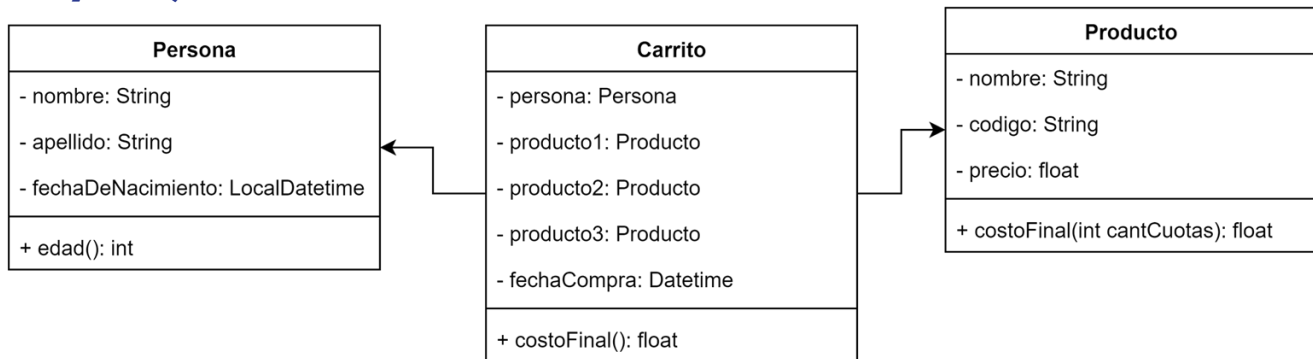 Persona
- nombre: String
- apellido: String
- fechaDeNacimiento: LocalDatetime
+ edad(): int
Carrito
- persona: Persona
- producto1: Producto
- producto2: Producto
- producto3: Producto
- fechaCompra: Datetime
+ costoFinal(): float
Producto
- nombre: String
- codigo: String
- precio: float
+ costoFinal(int cantCuotas): float